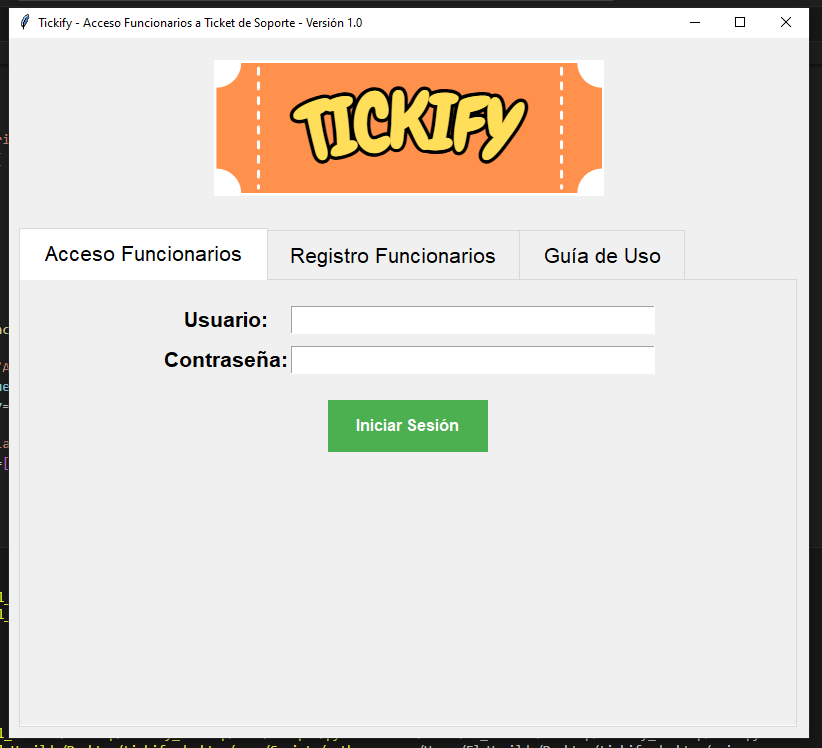 Tickify - Acceso Funcionarios a Ticket de Soporte - Versión 1.0
TICKIFY
Acceso Funcionarios Registro Funcionarios Guía de Uso
Usuario:
Contraseña:
Iniciar Sesión